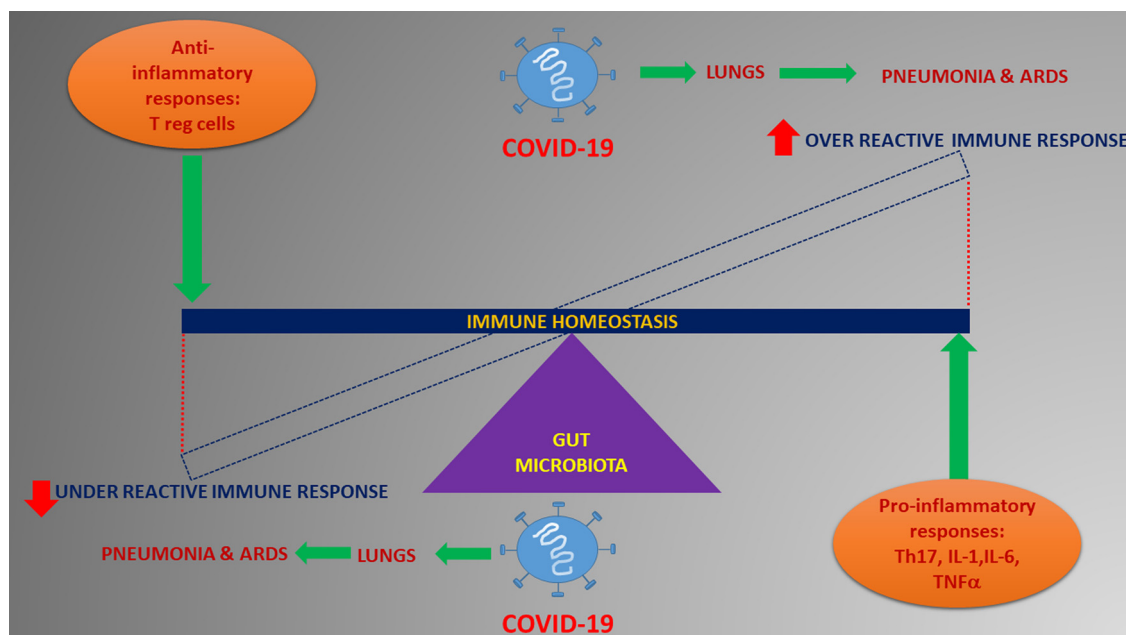 Anti-
inflammatory
responses:
T reg cells
COVID-19
LUNGS
PNEUMONIA & ARDS
OVER REACTIVE IMMUNE RESPONSE
IMMUNE HOMEOSTASIS
GUT
MICROBIOTA
UNDER REACTIVE IMMUNE RESPONSE
PNEUMONIA & ARDS
LUNGS
COVID-19
Pro-inflammatory
responses:
Th17, IL-1,IL-6,
TNFα